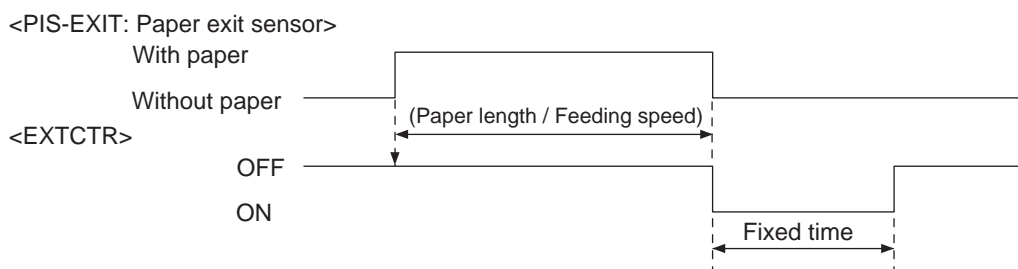 <PIS-EXIT: Paper exit sensor>
With paper
Without paper
(Paper length / Feeding speed)
<EXTCTR>
OFF
ON
Fixed time